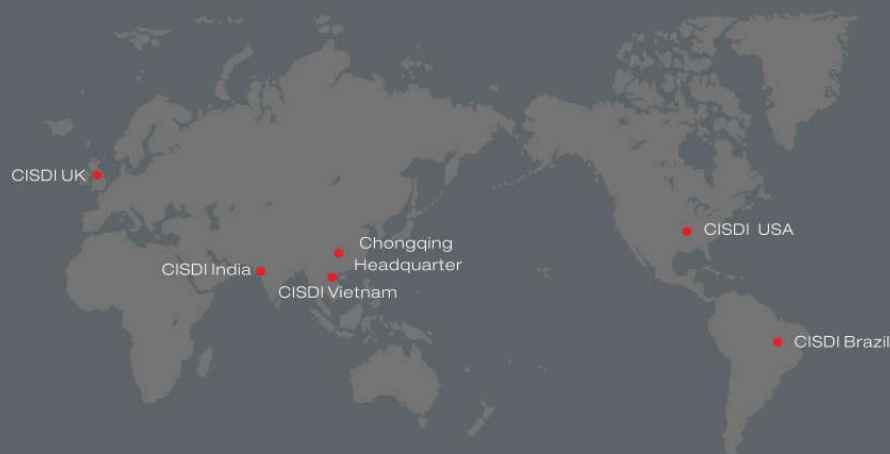 CISDI UK
Chongqing
Headquarter
CISDI India
CISDI Vietnam
CISDI USA
CISDI Brazil